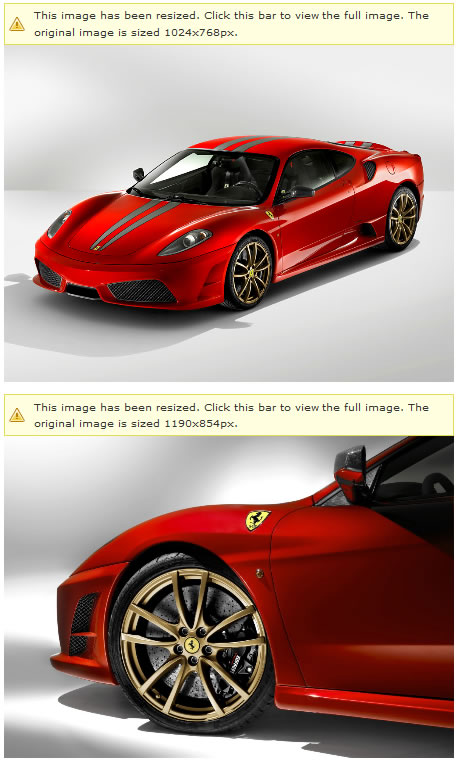 This image has been resized. Click this bar to view the full image. The
original image is sized 1024x768px.
This image has been resized. Click this bar to view the full image. The
original image is sized 1190x854px.